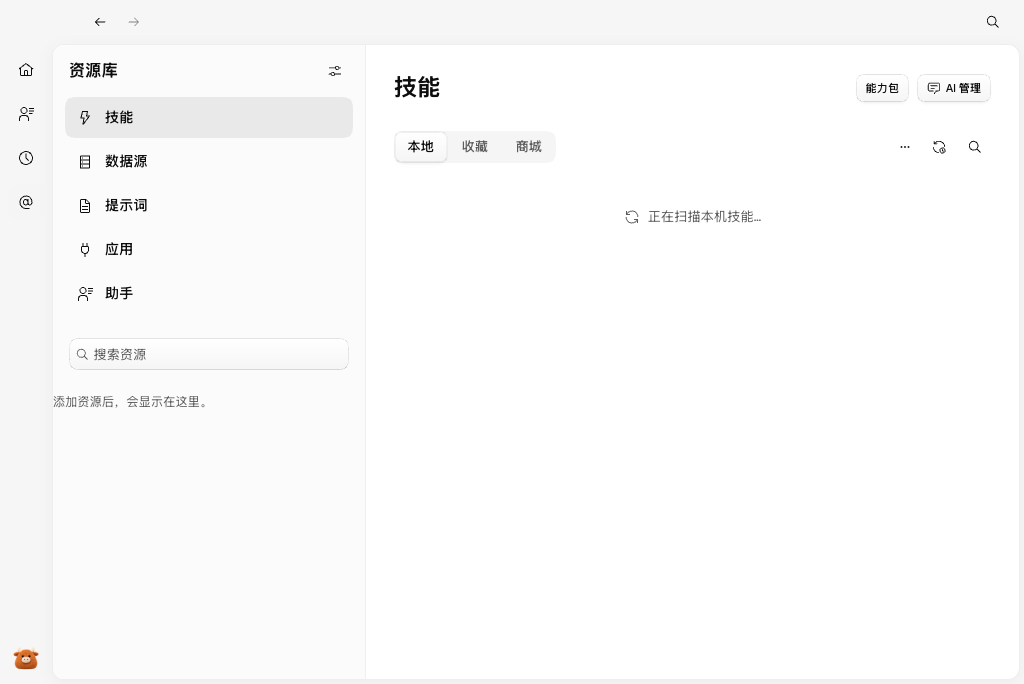 资源库
技能
数据源
提示词
应用
助手
搜索资源
添加资源后，会显示在这里。
技能
能力包
AI 管理
本地
收藏
商城
正在扫描本机技能…